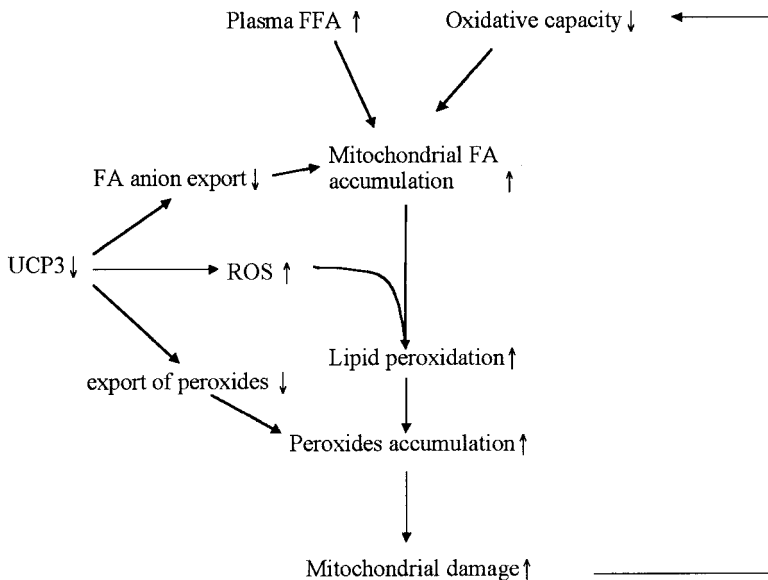 Plasma FFA ↑
Oxidative capacity ↓
Mitochondrial FA
accumulation ↑
FA anion export ↓
UCP3 ↓
ROS ↑
Lipid peroxidation ↑
export of peroxides ↓
Peroxides accumulation ↑
Mitochondrial damage ↑